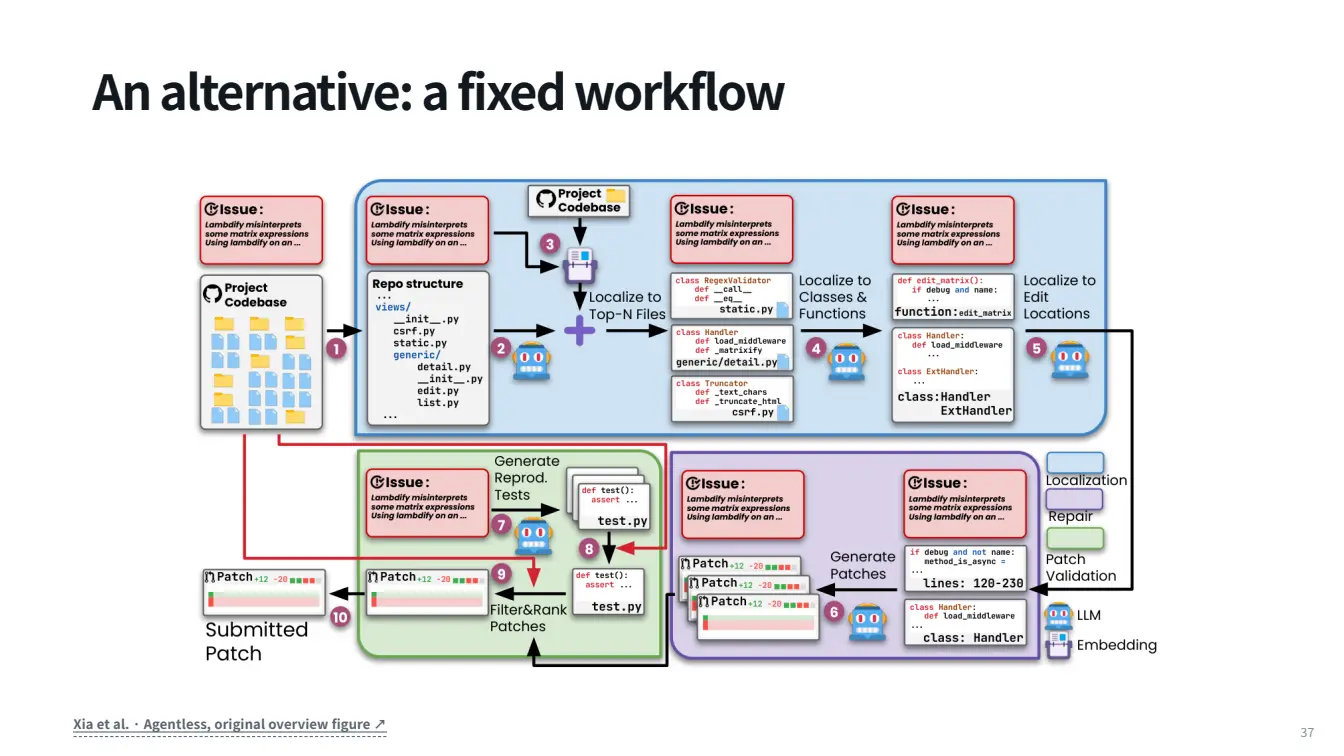 An alternative: a fixed workflow
Issue:
Lambdify misinterprets
some matrix expressions
Using lambdify on an ...
Project
Codebase
1
Issue:
Lambdify misinterprets
some matrix expressions
Using lambdify on an ...
Repo structure
...
views/
__init__.py
csrf.py
static.py
generic/
detail.py
__init__.py
edit.py
list.py
...
2
Project
Codebase
3
Localize to
Top-N Files
Issue:
Lambdify misinterprets
some matrix expressions
Using lambdify on an ...
class RegexValidator
def __call__
def __eq__
static.py
class Handler
def load_middleware
def _matrixify
generic/detail.py
class Truncator
def _text_chars
def _truncate_html
csrf.py
Localize to
Classes &
Functions
4
Issue:
Lambdify misinterprets
some matrix expressions
Using lambdify on an ...
def edit_matrix():
if debug and name:
...
function:edit_matrix
class Handler:
def load_middleware
...
class ExtHandler:
...
class:Handler
ExtHandler
Localize to
Edit
Locations
5
Issue:
Lambdify misinterprets
some matrix expressions
Using lambdify on an ...
Generate
Reprod.
Tests
7
def test():
assert ...
test.py
8
def test():
assert ...
test.py
9
Filter&Rank
Patches
Patch +12 -20
10
Patch +12 -20
Submitted
Patch
Issue:
Lambdify misinterprets
some matrix expressions
Using lambdify on an ...
Patch +12 -20
Patch +12 -20
Patch +12 -20
Generate
Patches
6
Issue:
Lambdify misinterprets
some matrix expressions
Using lambdify on an ...
if debug and not name:
method_is_async =
...
lines: 120-230
class Handler:
def load_middleware
...
class: Handler
Localization
Repair
Patch
Validation
LLM
Embedding
Xia et al. · Agentless, original overview figure ↗
37